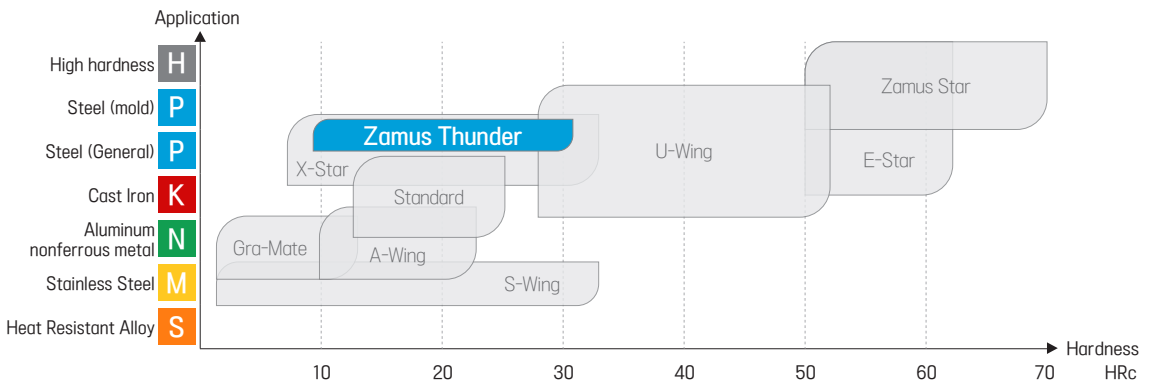 Application
High hardness H
Steel (mold) P
Steel (General) P
Cast Iron K
Aluminum
nonferrous metal N
Stainless Steel M
Heat Resistant Alloy S
Zamus Star
Zamus Thunder
U-Wing
E-Star
X-Star
Standard
Gra-Mate
A-Wing
S-Wing
Hardness
10 20 30 40 50 60 70 HRc